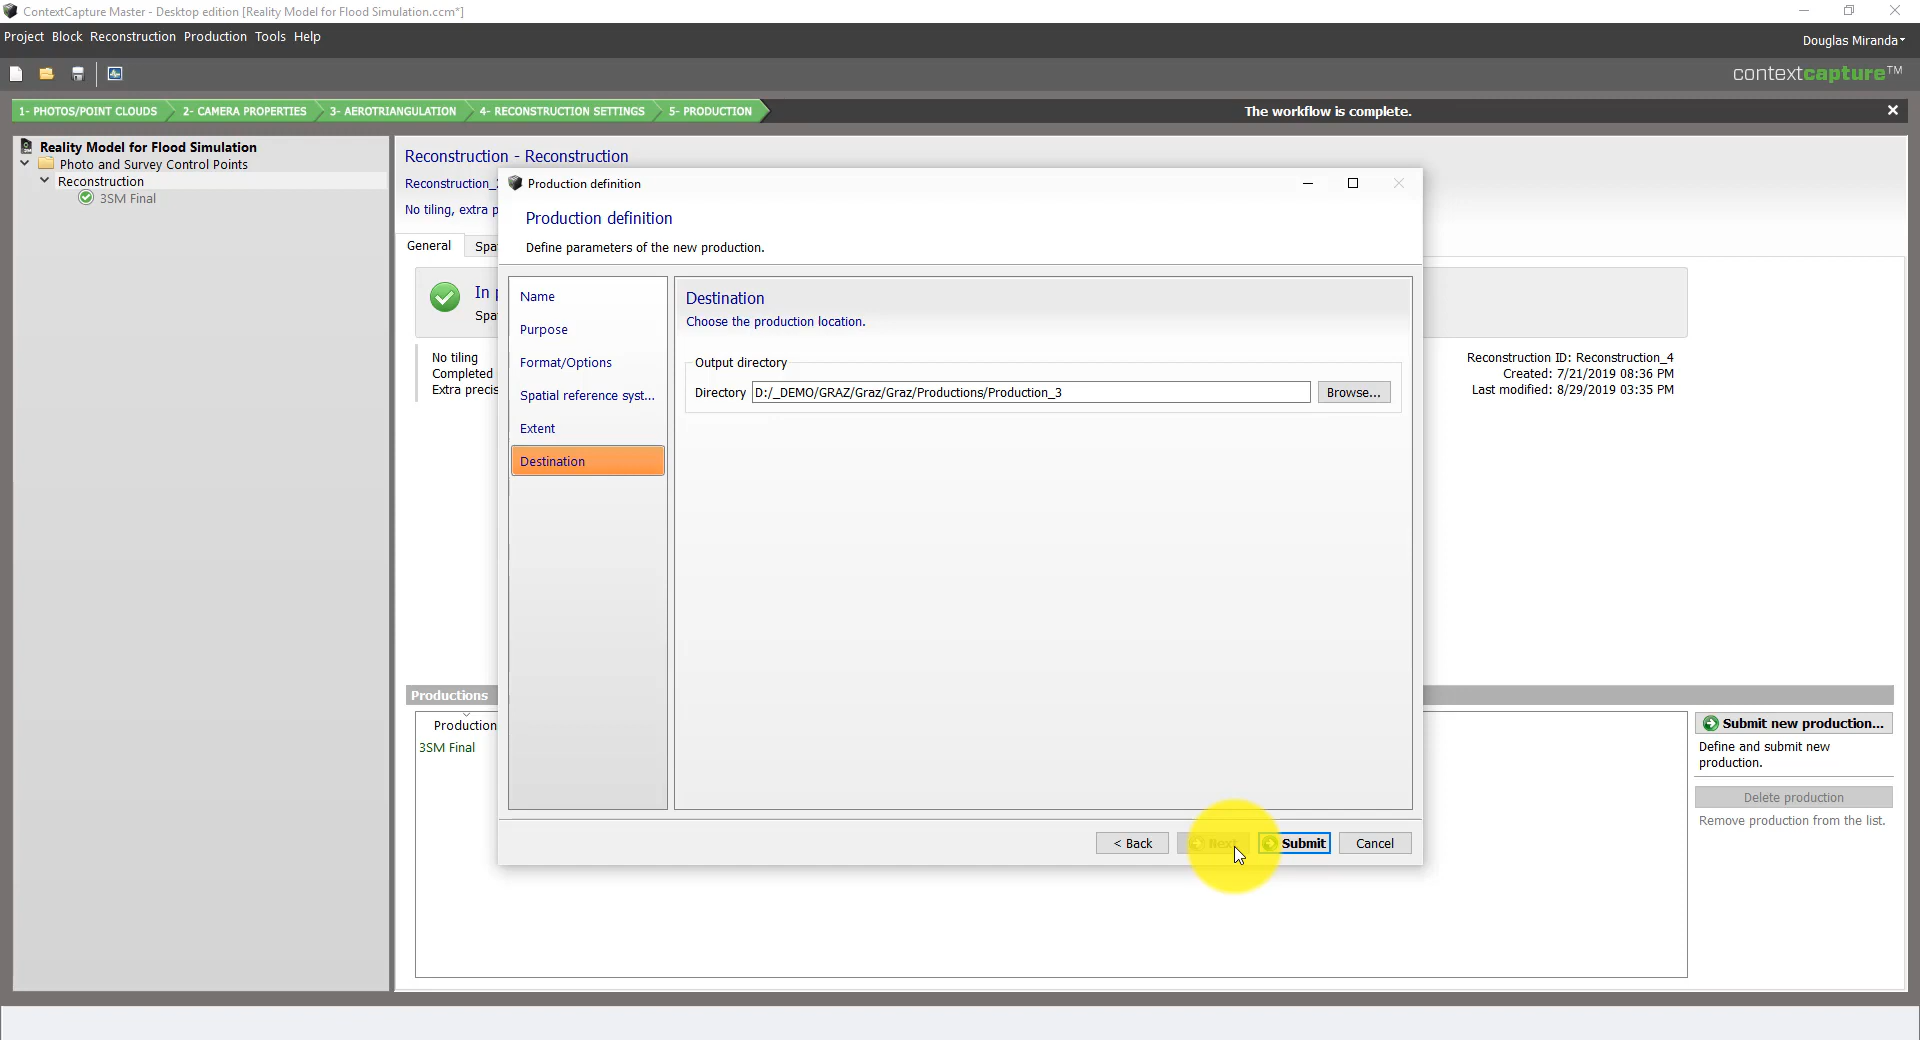 ContextCapture Master - Desktop edition [Reality Model for Flood Simulation.ccm*]
Project Block Reconstruction Production Tools Help
Douglas Miranda
contextcapture™
1- PHOTOS/POINT CLOUDS 2- CAMERA PROPERTIES 3- AEROTRIANGULATION 4- RECONSTRUCTION SETTINGS 5- PRODUCTION
The workflow is complete.
Reality Model for Flood Simulation
Photo and Survey Control Points
Reconstruction
3SM Final
Reconstruction - Reconstruction
Reconstruction_
No tiling, extra p
General Spa
In p
Spa
No tiling
Completed
Extra precis
Reconstruction ID: Reconstruction_4
Created: 7/21/2019 08:36 PM
Last modified: 8/29/2019 03:35 PM
Production definition
Production definition
Define parameters of the new production.
Name
Purpose
Format/Options
Spatial reference syst...
Extent
Destination
Destination
Choose the production location.
Output directory
Directory D:/_DEMO/GRAZ/Graz/Graz/Productions/Production_3 Browse...
< Back Next Submit Cancel
Productions
Production
3SM Final
Submit new production...
Define and submit new
production.
Delete production
Remove production from the list.